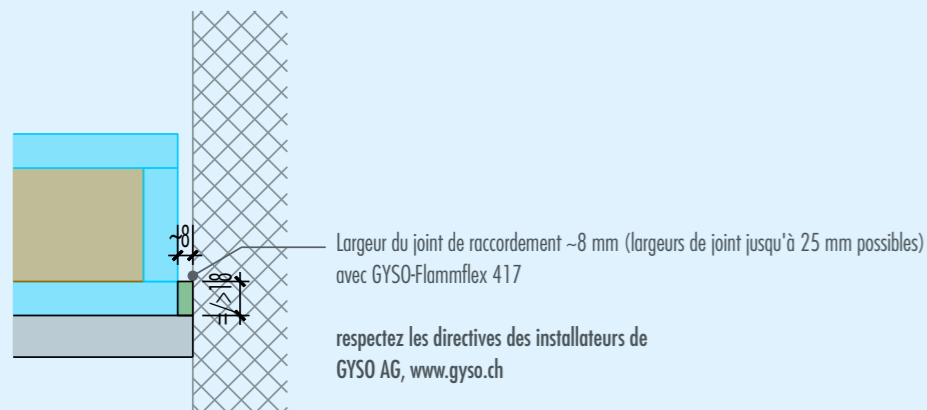 ~8
=/>18
Largeur du joint de raccordement ~8 mm (largeurs de joint jusqu'à 25 mm possibles)
avec GYSO-Flammflex 417
respectez les directives des installateurs de
GYSO AG, www.gyso.ch